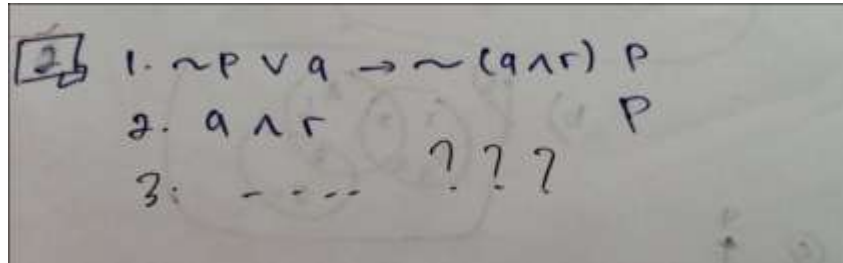 2 1. ~P ∨ q → ~(q ∧ r) P
2. q ∧ r P
3: ---- ???